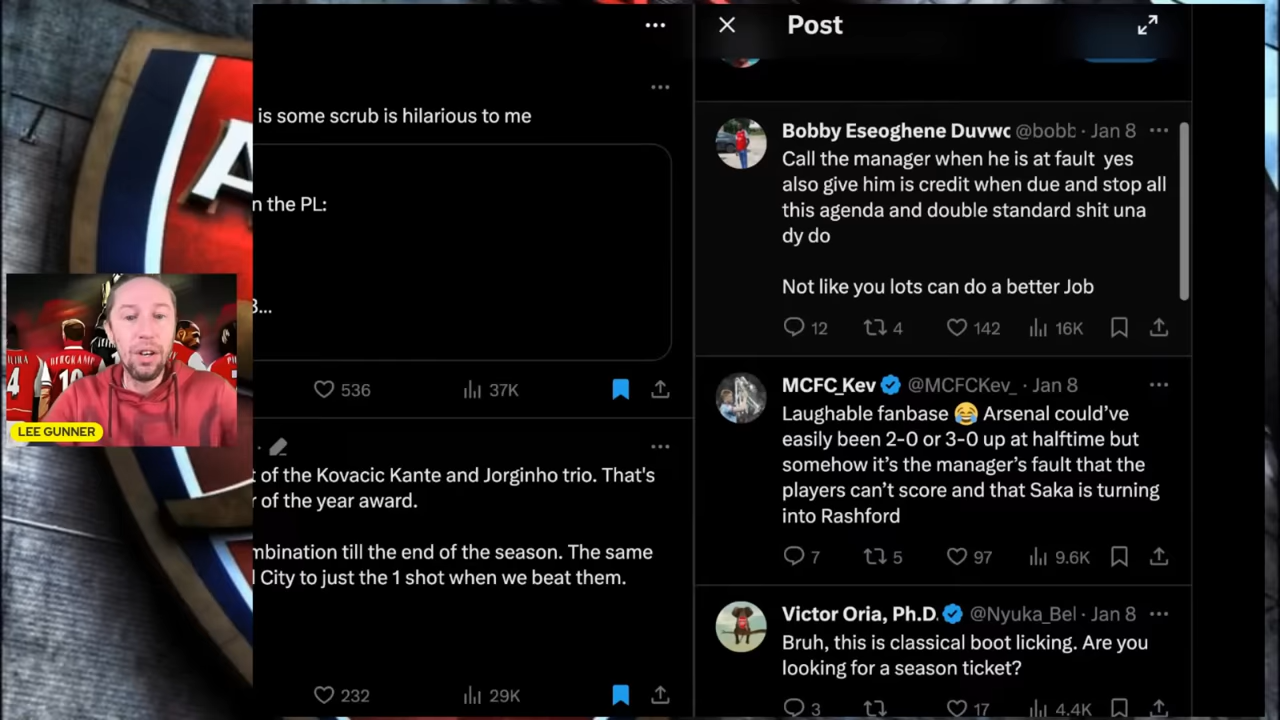 is some scrub is hilarious to me
n the PL:
3...
536
37K
t of the Kovacic Kante and Jorginho trio. That's
r of the year award.
mbination till the end of the season. The same
l City to just the 1 shot when we beat them.
232
29K
Post
Bobby Eseoghene Duvwc @bobb · Jan 8
Call the manager when he is at fault yes
also give him is credit when due and stop all
this agenda and double standard shit una
dy do
Not like you lots can do a better Job
12
4
142
16K
MCFC_Kev @MCFCKev_ · Jan 8
Laughable fanbase 😂 Arsenal could've
easily been 2-0 or 3-0 up at halftime but
somehow it's the manager's fault that the
players can't score and that Saka is turning
into Rashford
7
5
97
9.6K
Victor Oria, Ph.D. @Nyuka_Bel · Jan 8
Bruh, this is classical boot licking. Are you
looking for a season ticket?
3
17
4.4K
A
4
BERGKAMP
10
LEE GUNNER